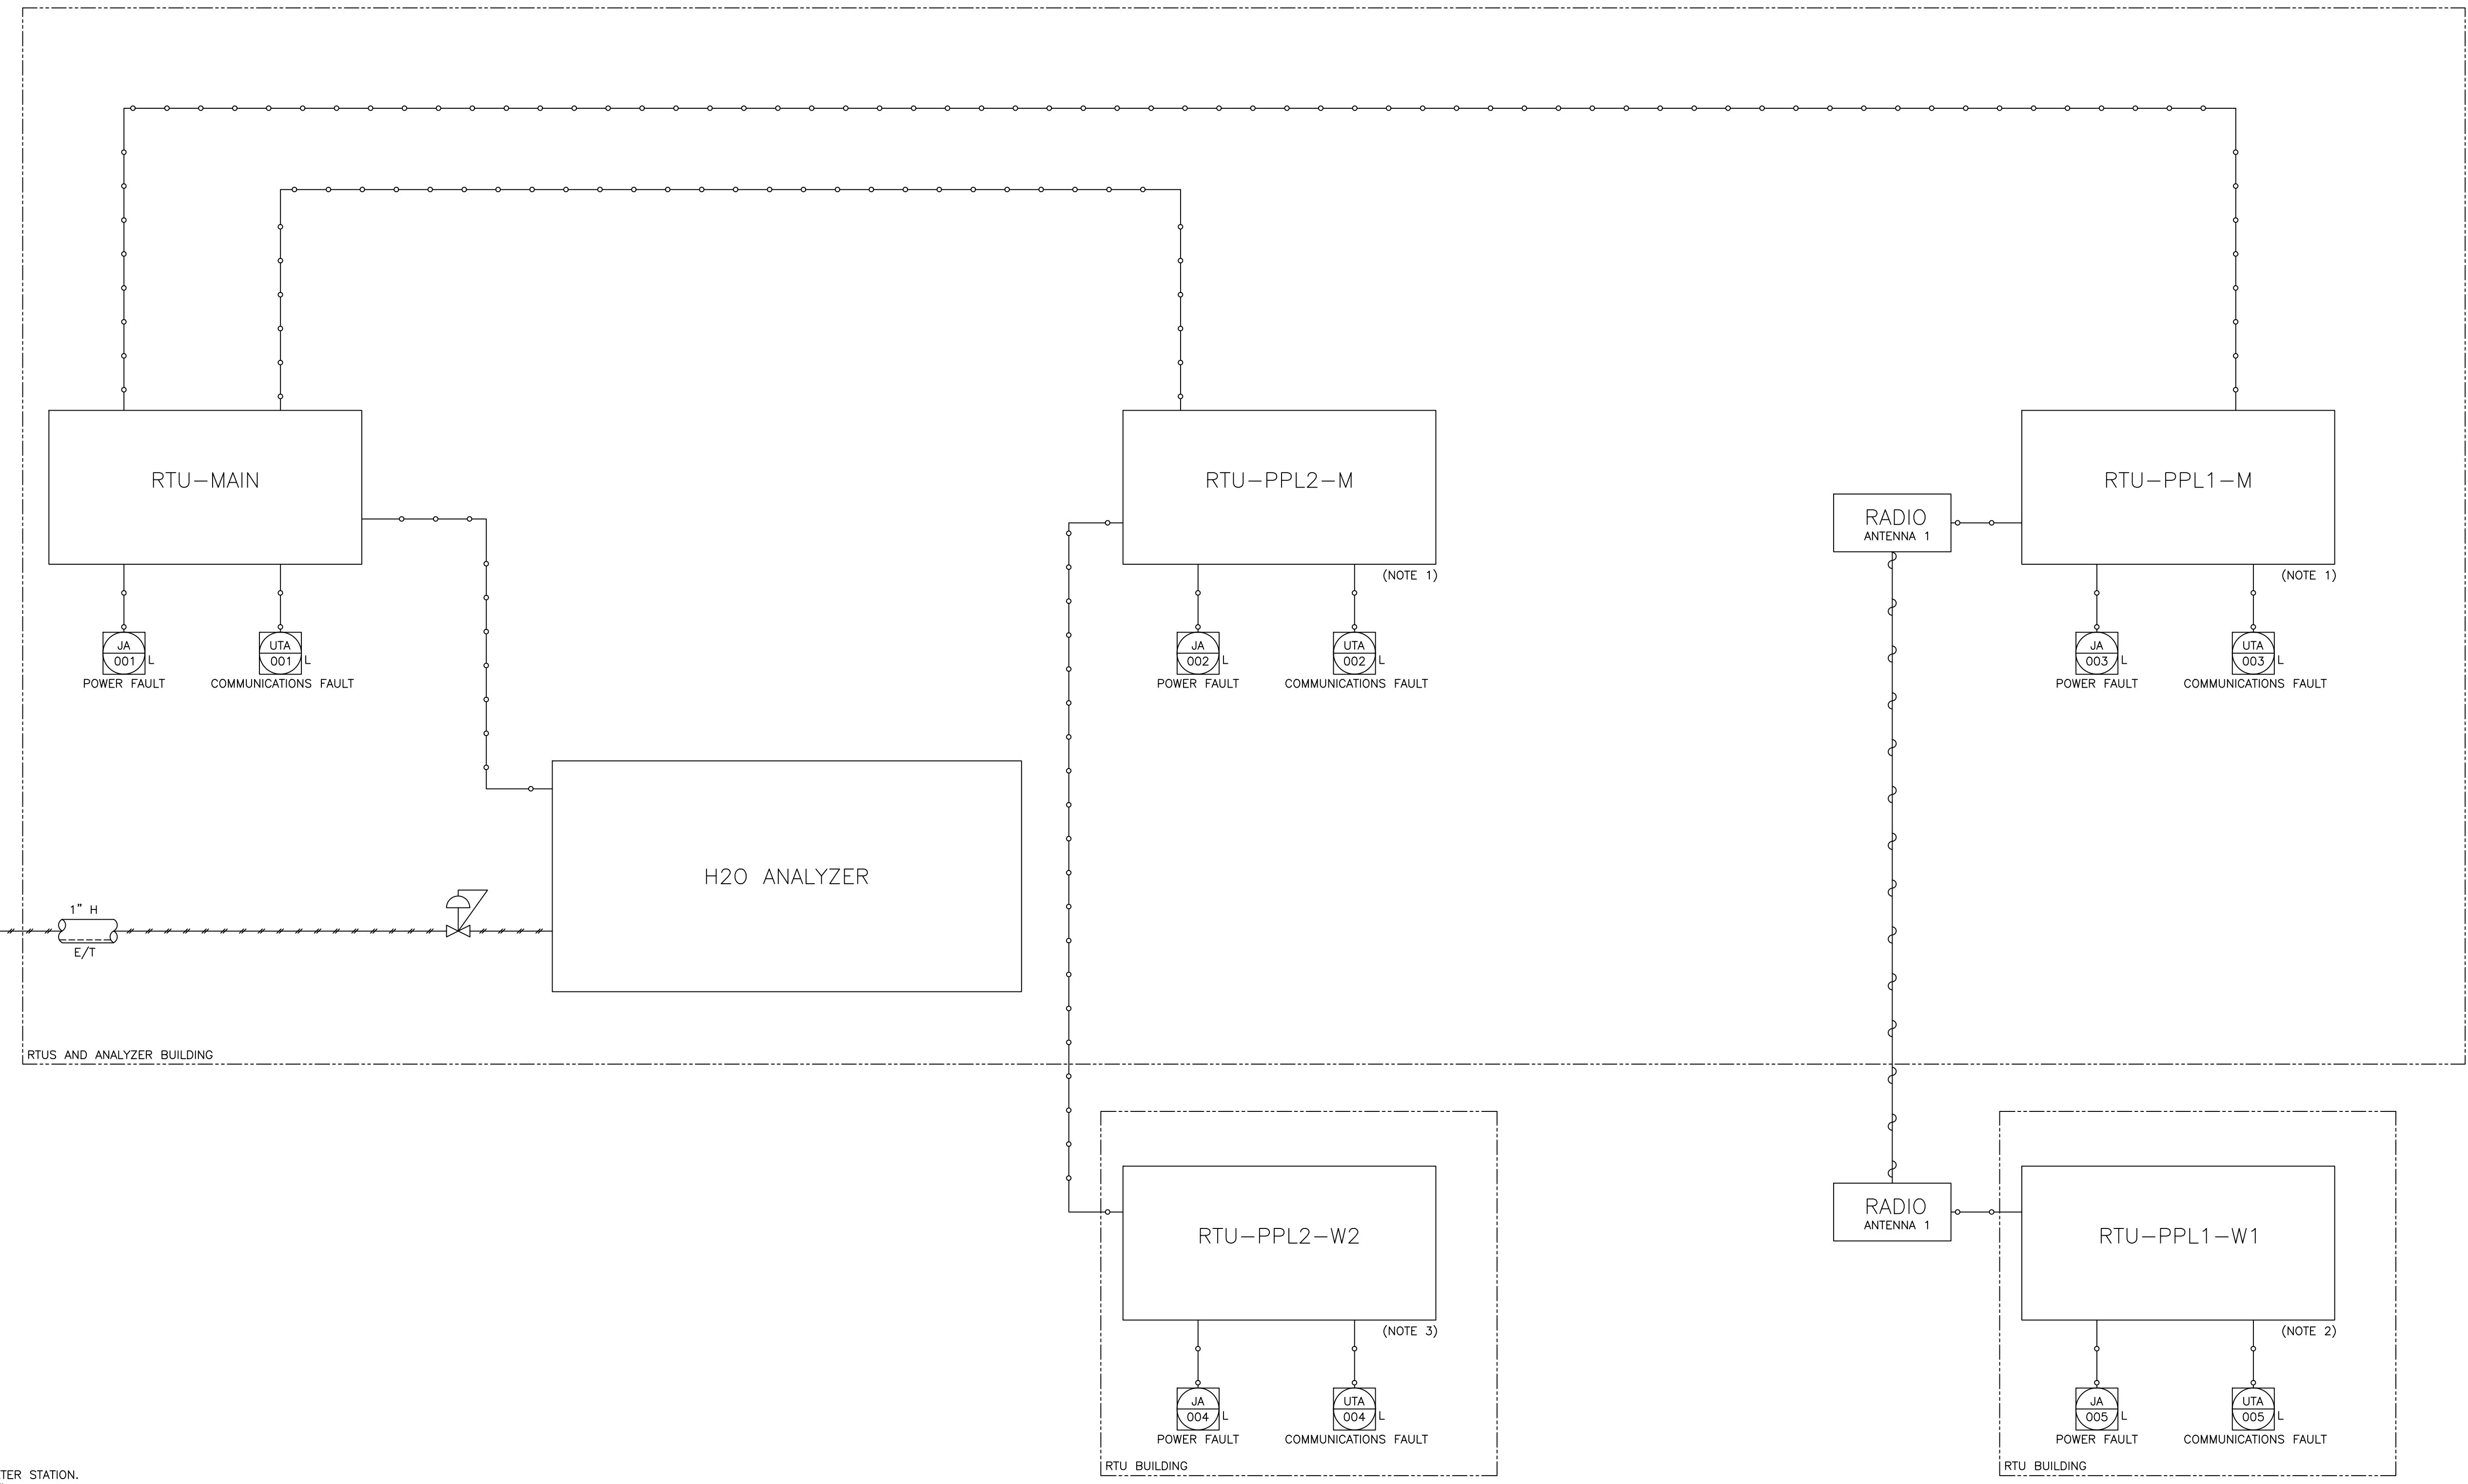 RTU-MAIN
RTU-PPL2-M
RTU-PPL1-M
RADIO
ANTENNA 1
(NOTE 1)
(NOTE 1)
JA
001
L
POWER FAULT
UTA
001
L
COMMUNICATIONS FAULT
JA
002
L
POWER FAULT
UTA
002
L
COMMUNICATIONS FAULT
JA
003
L
POWER FAULT
UTA
003
L
COMMUNICATIONS FAULT
H2O ANALYZER
1" H
E/T
RTUS AND ANALYZER BUILDING
RTU-PPL2-W2
RADIO
ANTENNA 1
RTU-PPL1-W1
(NOTE 3)
(NOTE 2)
JA
004
L
POWER FAULT
UTA
004
L
COMMUNICATIONS FAULT
JA
005
L
POWER FAULT
UTA
005
L
COMMUNICATIONS FAULT
RTU BUILDING
RTU BUILDING
STATION.